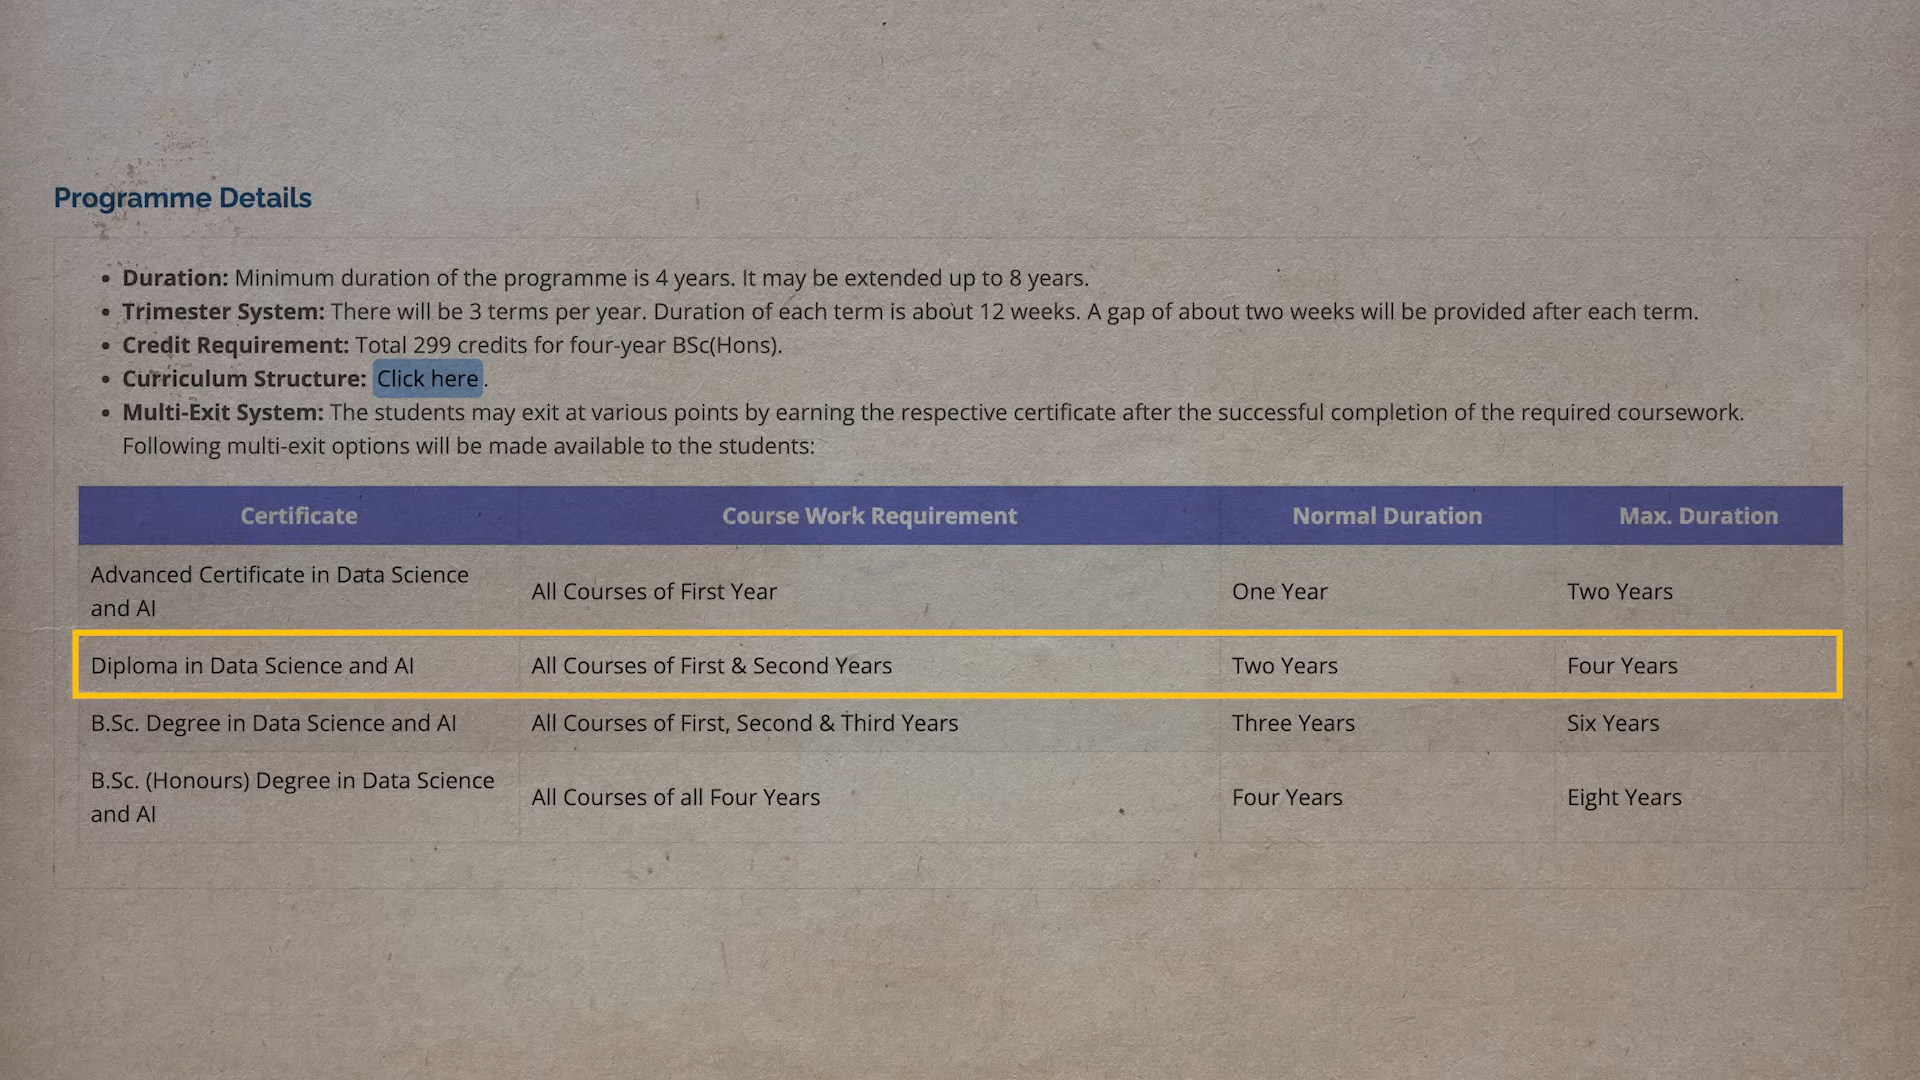 Programme Details
• Duration: Minimum duration of the programme is 4 years. It may be extended up to 8 years.
• Trimester System: There will be 3 terms per year. Duration of each term is about 12 weeks. A gap of about two weeks will be provided after each term.
• Credit Requirement: Total 299 credits for four-year BSc(Hons).
• Curriculum Structure: Click here.
• Multi-Exit System: The students may exit at various points by earning the respective certificate after the successful completion of the required coursework.
Following multi-exit options will be made available to the students:
Certificate Course Work Requirement Normal Duration Max. Duration
Advanced Certificate in Data Science
and AI
All Courses of First Year One Year Two Years
Diploma in Data Science and AI All Courses of First & Second Years Two Years Four Years
B.Sc. Degree in Data Science and AI All Courses of First, Second & Third Years Three Years Six Years
B.Sc. (Honours) Degree in Data Science
and AI
All Courses of all Four Years Four Years Eight Years